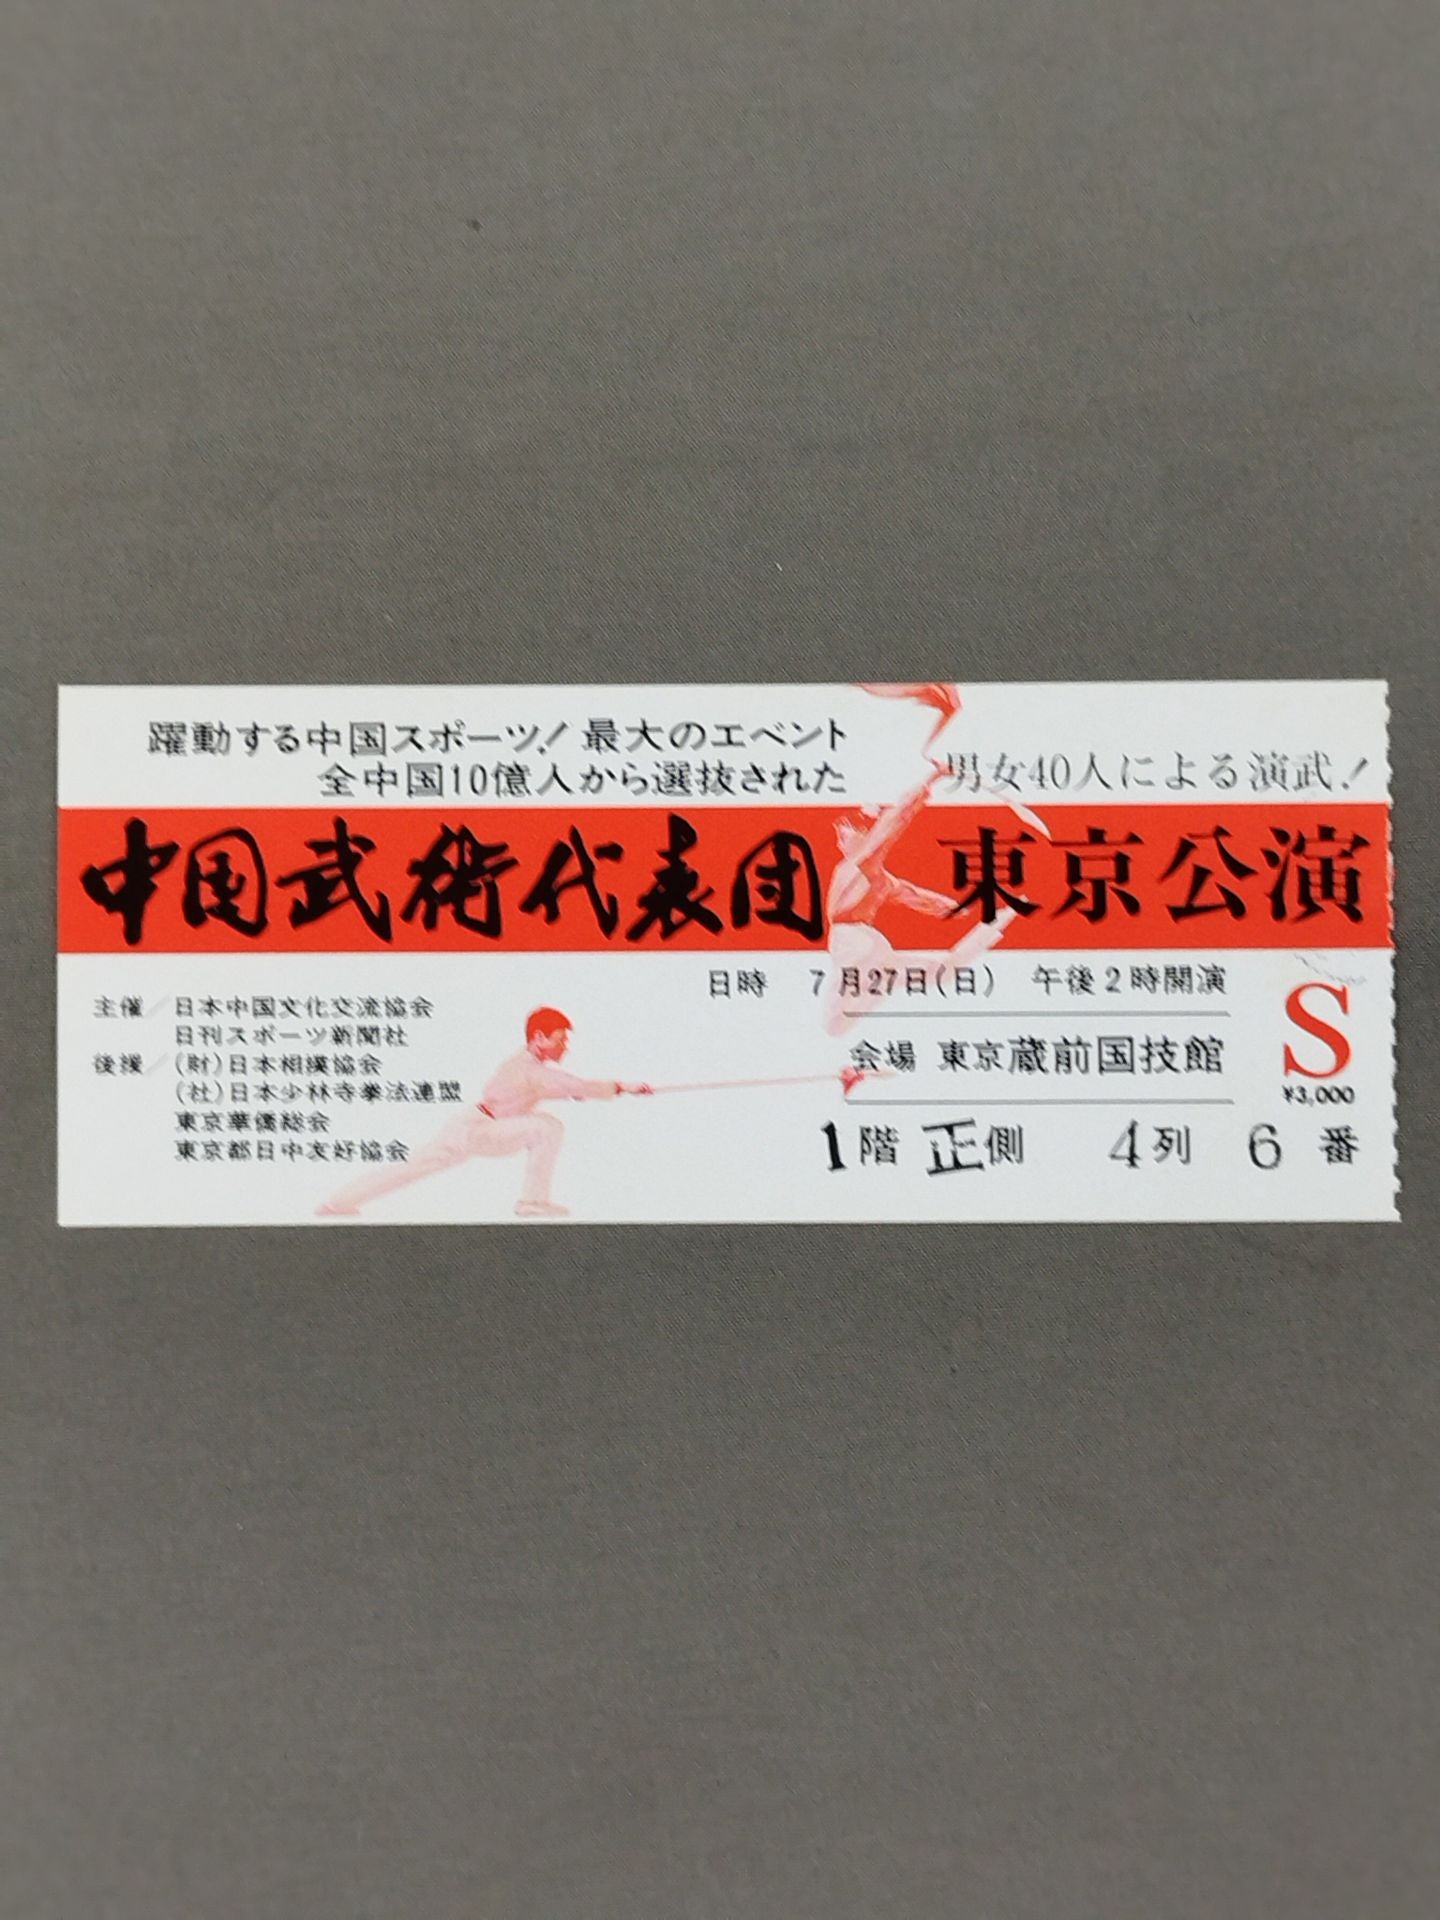 躍動する中国スポーツ!最大のエベント
全中国10億人から選抜された
男女40人による演武!
中国武術代表団 東京公演
日時 7月27日(日) 午後2時開演
会場 東京蔵前国技館
S
¥3,000
1階 正側 4列 6番
主催/日本中国文化交流協会
日刊スポーツ新聞社
後援/(財)日本相撲協会
(社)日本少林寺拳法連盟
東京華僑総会
東京都日中友好協会